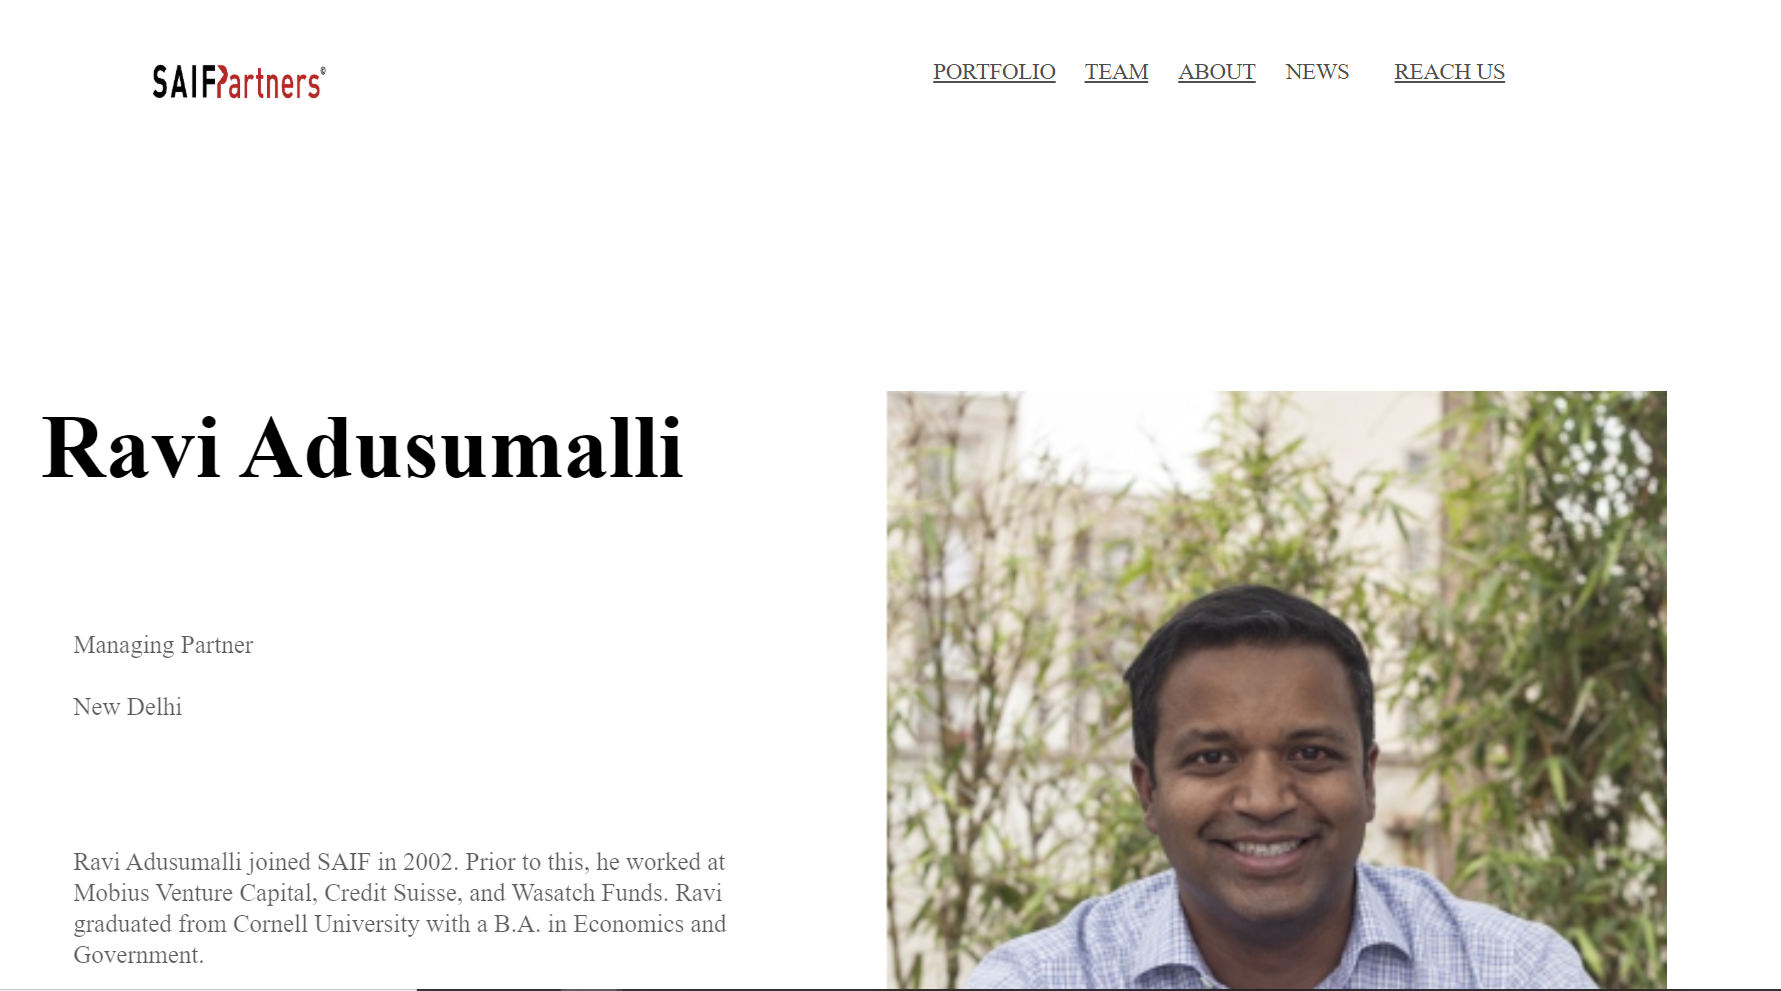 SAIFPartners©
PORTFOLIO TEAM ABOUT NEWS REACH US
Ravi Adusumalli
Managing Partner
New Delhi
Ravi Adusumalli joined SAIF in 2002. Prior to this, he worked at
Mobius Venture Capital, Credit Suisse, and Wasatch Funds. Ravi
graduated from Cornell University with a B.A. in Economics and
Government.